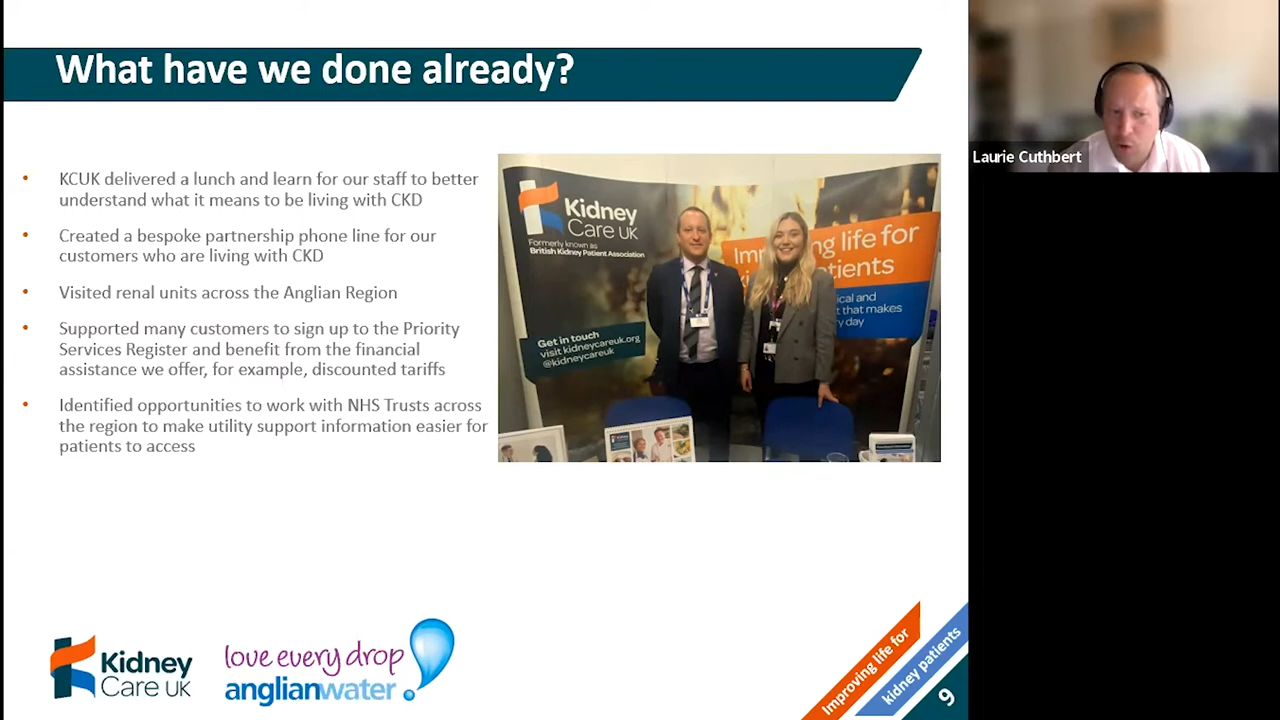 What have we done already?
Laurie Cuthbert
• KCUK delivered a lunch and learn for our staff to better
understand what it means to be living with CKD
• Created a bespoke partnership phone line for our
customers who are living with CKD
• Visited renal units across the Anglian Region
• Supported many customers to sign up to the Priority
Services Register and benefit from the financial
assistance we offer, for example, discounted tariffs
• Identified opportunities to work with NHS Trusts across
the region to make utility support information easier for
patients to access
Kidney
Care UK
Formerly known as
British Kidney Patient Association
Get in touch
visit kidneycareuk.org
@kidneycareuk
life for
and
that makes
day
Kidney
Care UK
love every drop
anglianwater
Improving life for
kidney patients
9